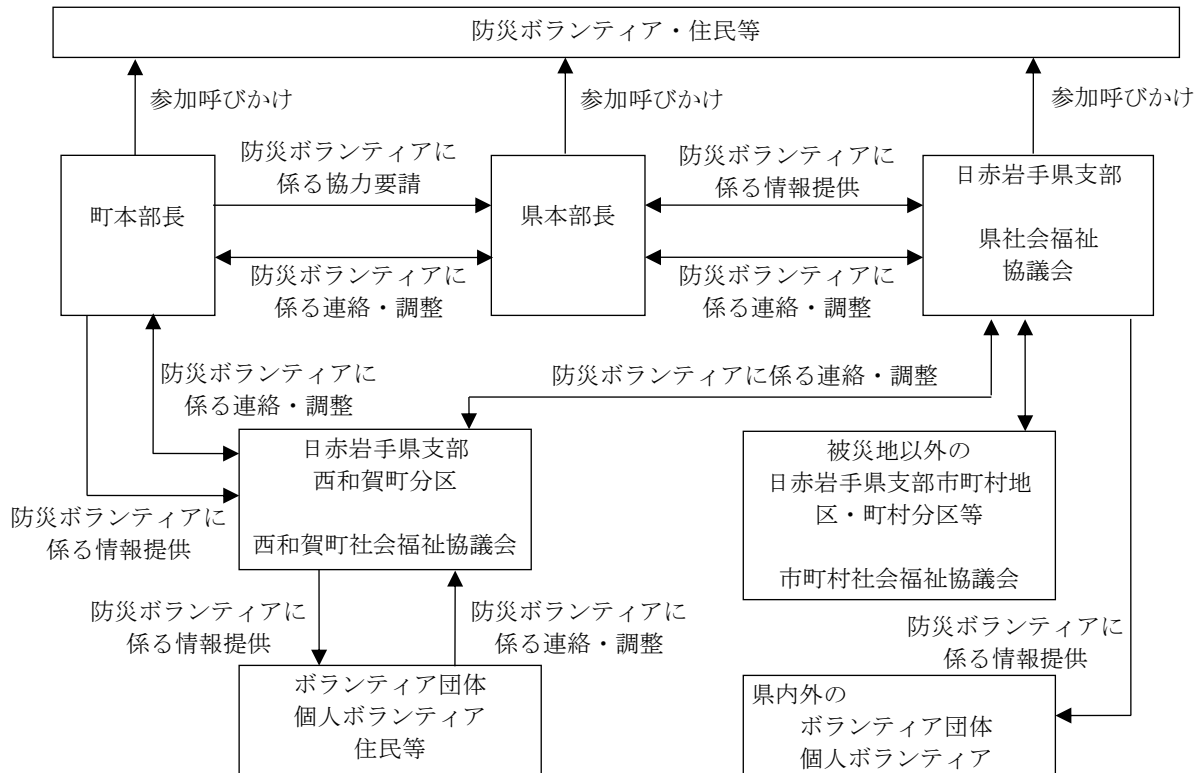 防災ボランティア・住民等
参加呼びかけ
参加呼びかけ
参加呼びかけ
町本部長
防災ボランティアに
係る協力要請
防災ボランティアに
係る連絡・調整
県本部長
防災ボランティアに
係る情報提供
防災ボランティアに
係る連絡・調整
日赤岩手県支部
県社会福祉
協議会
防災ボランティアに
係る連絡・調整
防災ボランティアに係る連絡・調整
防災ボランティアに
係る情報提供
日赤岩手県支部
西和賀町分区
西和賀町社会福祉協議会
被災地以外の
日赤岩手県支部市町村地
区・町村分区等
市町村社会福祉協議会
防災ボランティアに
係る情報提供
防災ボランティアに
係る連絡・調整
防災ボランティアに
係る情報提供
ボランティア団体
個人ボランティア
住民等
県内外の
ボランティア団体
個人ボランティア